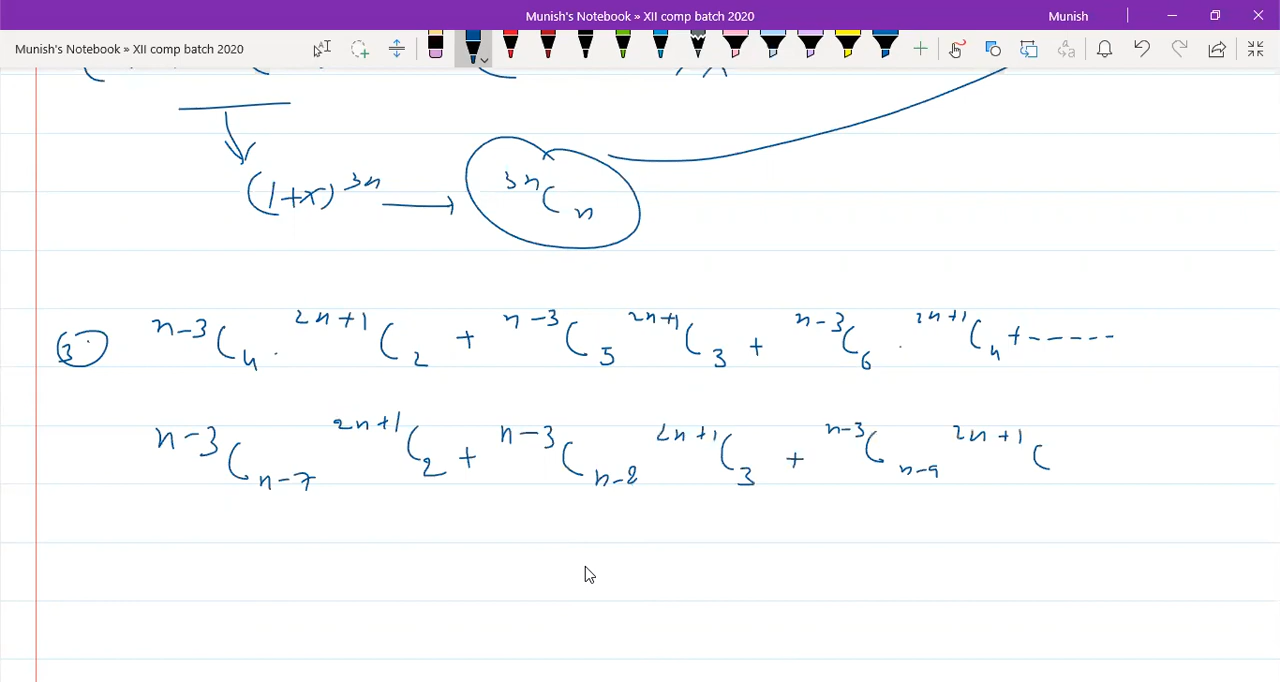 Munish's Notebook » XII comp batch 2020
Munish
Munish's Notebook » XII comp batch 2020
(1+x)^{3n} ⟶ ^{3n}C_n
(3·) ^{n-3}C_4 · ^{2n+1}C_2 + ^{n-3}C_5 ^{2n+1}C_3 + ^{n-3}C_6 · ^{2n+1}C_4 + -----
^{n-3}C_{n-7} ^{2n+1}C_2 + ^{n-3}C_{n-8} ^{2n+1}C_3 + ^{n-3}C_{n-9} ^{2n+1}C